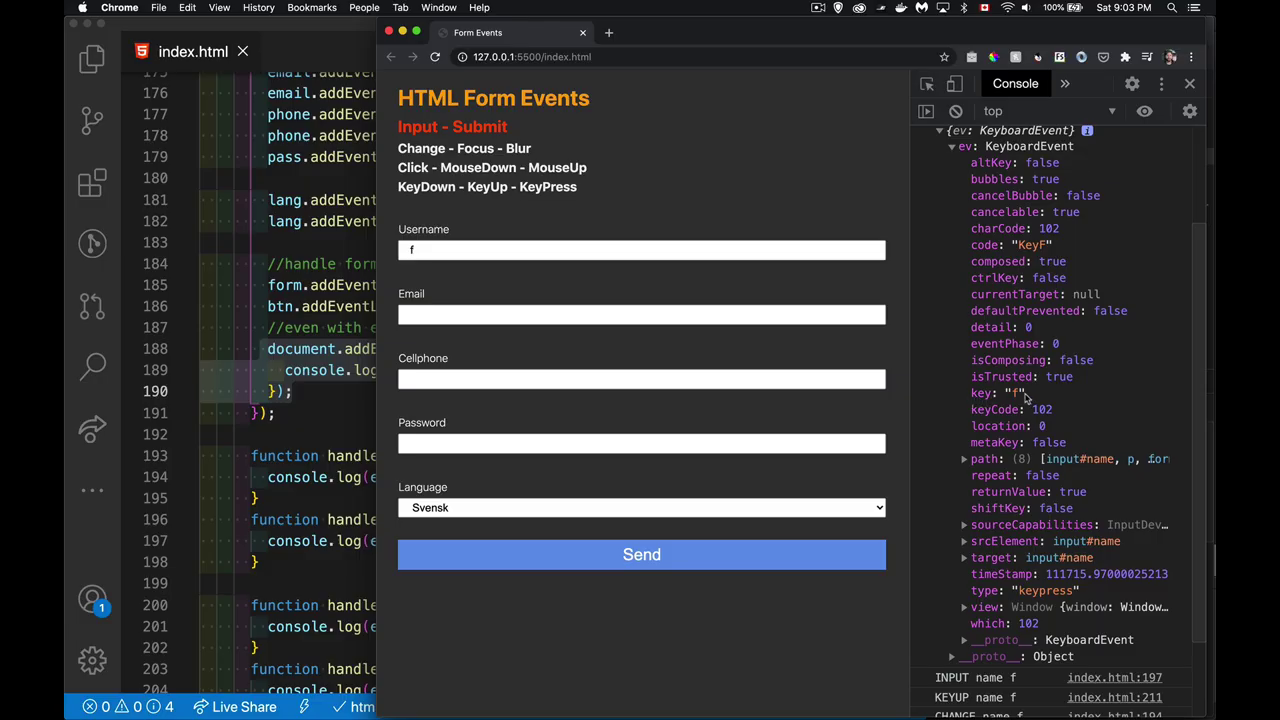 Chrome File Edit View History Bookmarks People Tab Window Help
100% Sat 9:03 PM
index.html
Form Events
127.0.0.1:5500/index.html
176 email.addEver
177 phone.addEver
178 phone.addEver
179 pass.addEvent
180
181 lang.addEvent
182 lang.addEvent
183
184 //handle form
185 form.addEvent
186 btn.addEventL
187 //even with e
188 document.addE
189 console.log
190 });
191 });
192
193 function handle
194 console.log(e
195 }
196 function handle
197 console.log(e
198 }
199
200 function handle
201 console.log(e
202 }
203 function handle
204 console.log(e
1
0 0 4 Live Share htm
HTML Form Events
Input - Submit
Change - Focus - Blur
Click - MouseDown - MouseUp
KeyDown - KeyUp - KeyPress
Username
f
Email
Cellphone
Password
Language
Svensk
Send
Console
top
{ev: KeyboardEvent} i
ev: KeyboardEvent
altKey: false
bubbles: true
cancelBubble: false
cancelable: true
charCode: 102
code: "KeyF"
composed: true
ctrlKey: false
currentTarget: null
defaultPrevented: false
detail: 0
eventPhase: 0
isComposing: false
isTrusted: true
key: "f"
keyCode: 102
location: 0
metaKey: false
path: (8) [input#name, p, …for
repeat: false
returnValue: true
shiftKey: false
sourceCapabilities: InputDev…
srcElement: input#name
target: input#name
timeStamp: 111715.97000025213
type: "keypress"
view: Window {window: Window…
which: 102
__proto__: KeyboardEvent
__proto__: Object
INPUT name f index.html:197
KEYUP name f index.html:211
CHANGE name f index.html:194